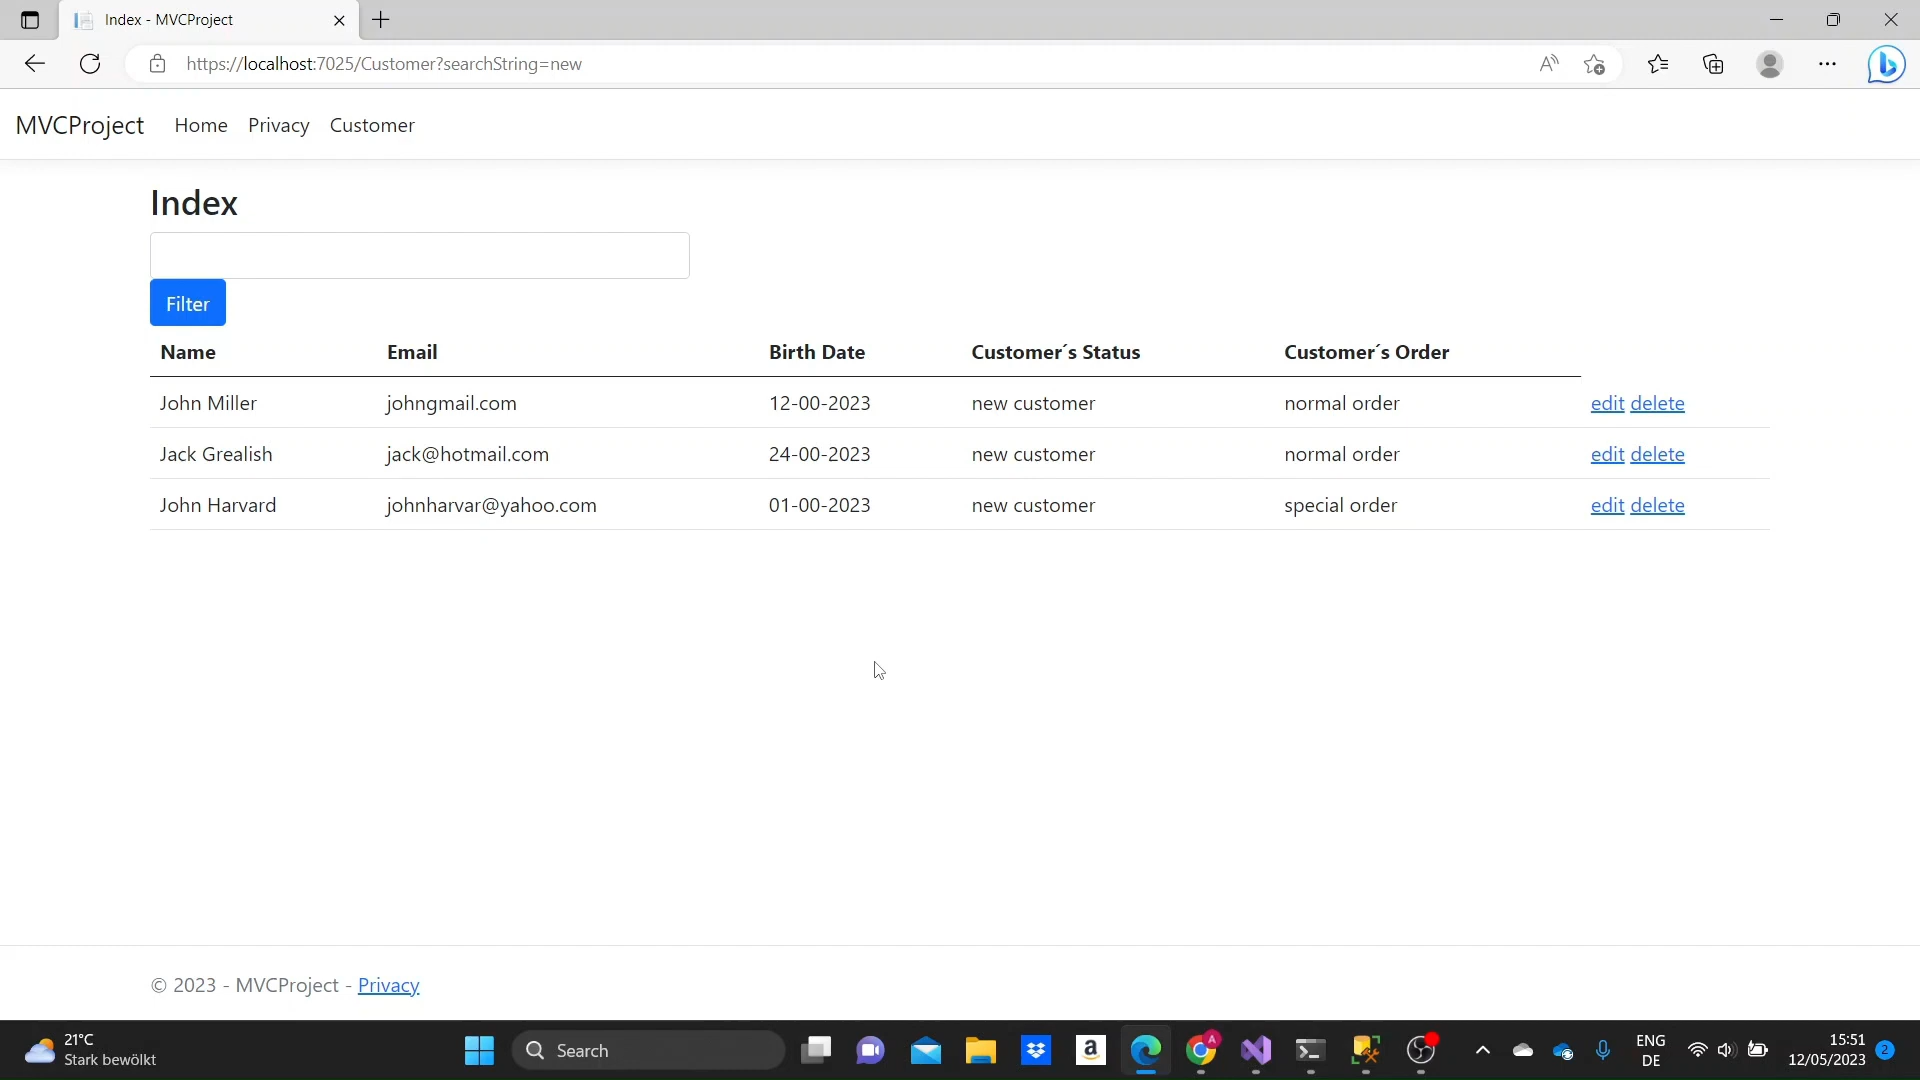 Index - MVCProject
https://localhost:7025/Customer?searchString=new
MVCProject Home Privacy Customer
Index
Filter
Name Email Birth Date Customer´s Status Customer´s Order
John Miller johngmail.com 12-00-2023 new customer normal order edit delete
Jack Grealish jack@hotmail.com 24-00-2023 new customer normal order edit delete
John Harvard johnharvar@yahoo.com 01-00-2023 new customer special order edit delete
© 2023 - MVCProject - Privacy
21°C
Stark bewölkt
Search
A
ENG
DE
15:51
12/05/2023
2